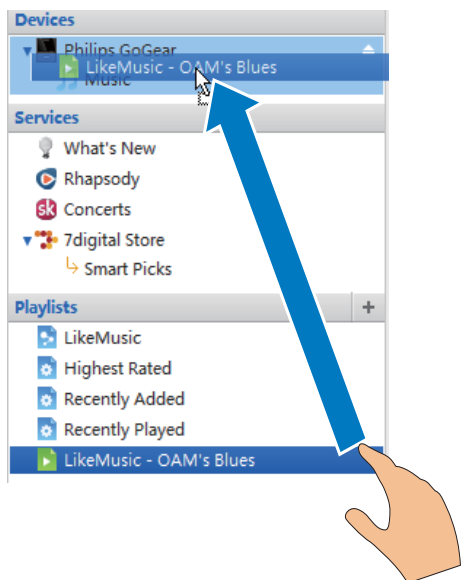 Devices
Philips GoGear
LikeMusic - OAM's Blues
Music
Services
What's New
Rhapsody
sk Concerts
7digital Store
Smart Picks
Playlists +
LikeMusic
Highest Rated
Recently Added
Recently Played
LikeMusic - OAM's Blues